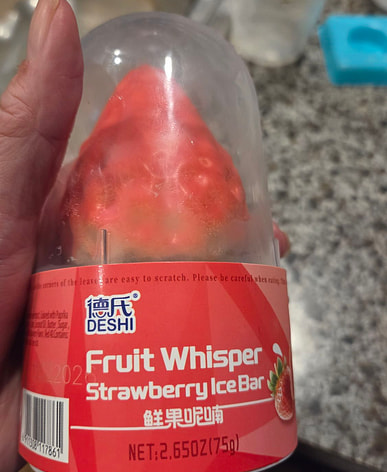 corners of the leaves are easy to scratch. Please be careful when eating.
德氏®
DESHI
Fruit Whisper
Strawberry Ice Bar
鲜果呢喃
NET:2.65OZ(75g)